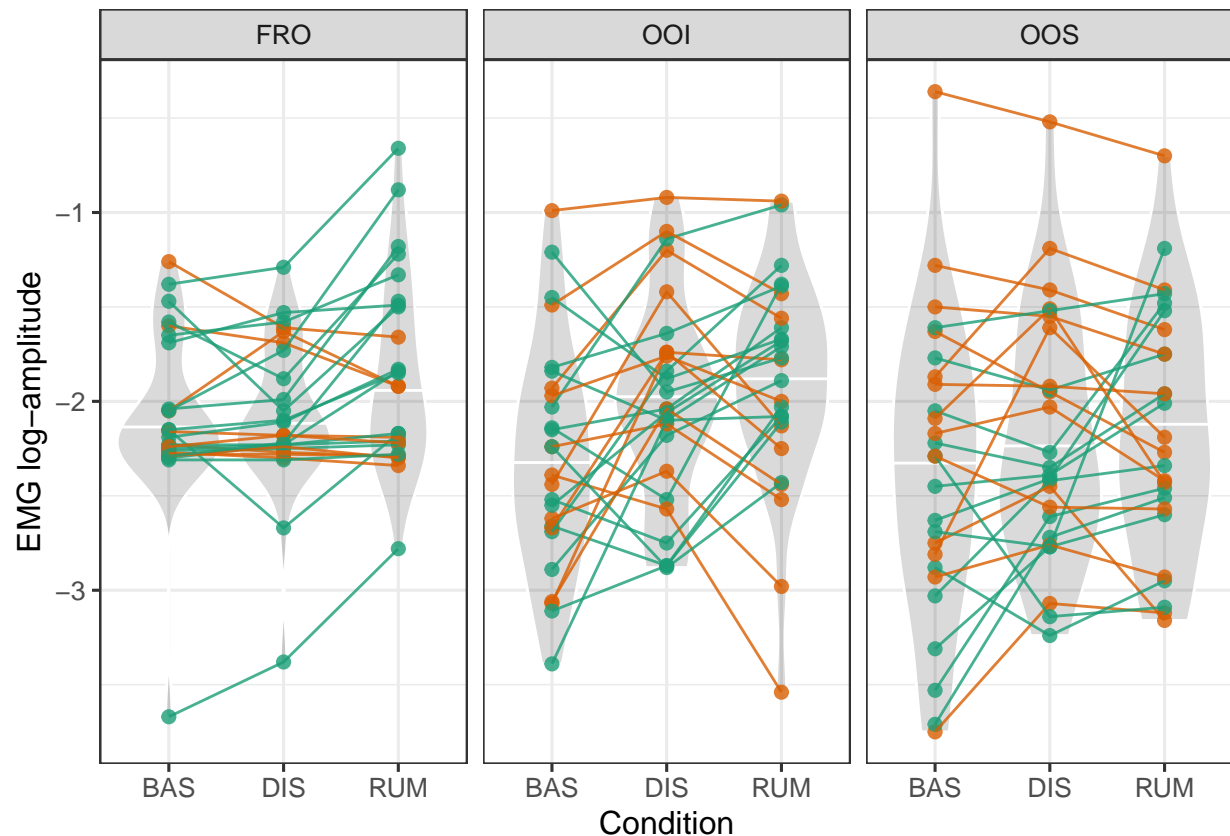 FRO OOI OOS
EMG log−amplitude
−1
−2
−3
BAS DIS RUM BAS DIS RUM BAS DIS RUM
Condition